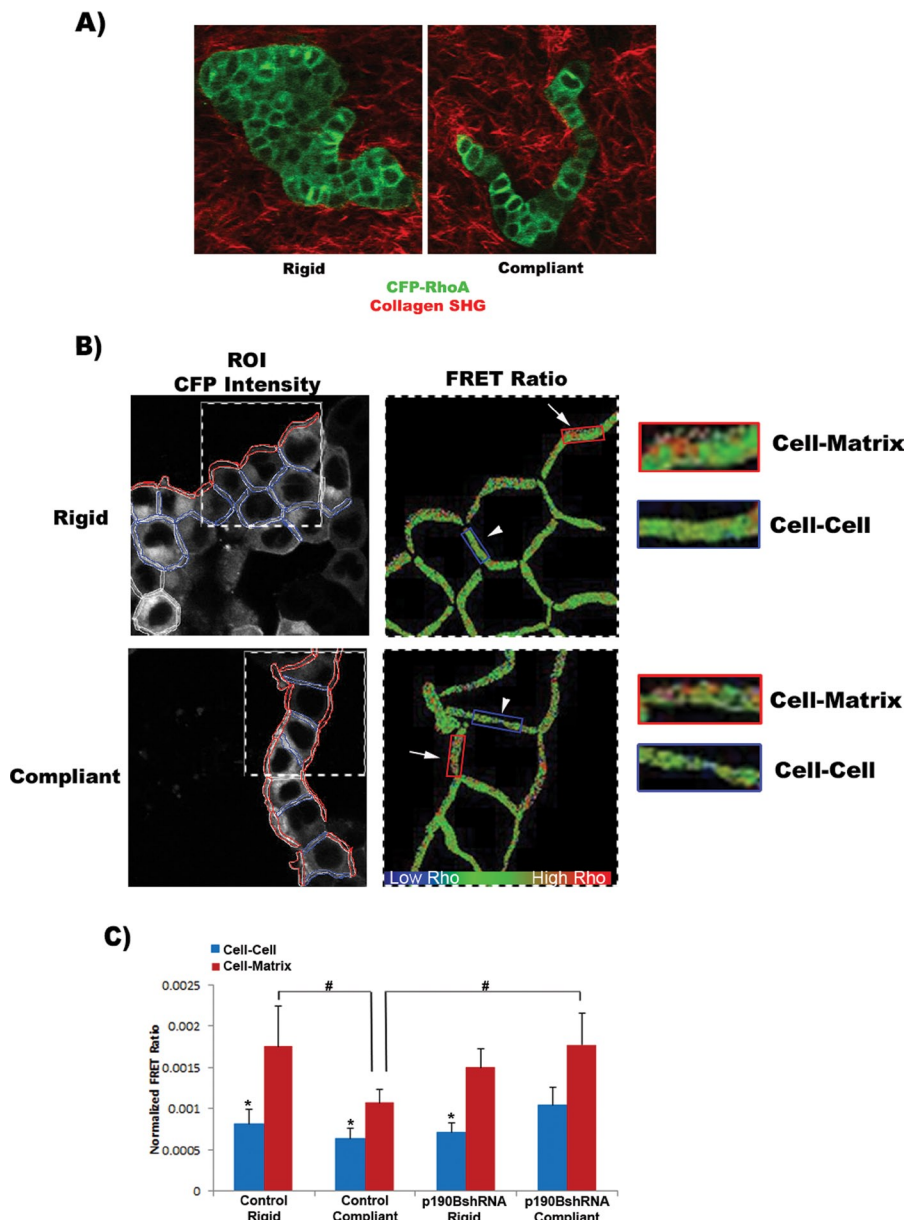 A)
Rigid
Compliant
CFP-RhoA
Collagen SHG
B)
ROI
CFP Intensity
FRET Ratio
Rigid
Cell-Matrix
Cell-Cell
Compliant
Cell-Matrix
Cell-Cell
Low Rho
High Rho
C)
Cell-Cell
Cell-Matrix
Normalized FRET Ratio
0.0025
0.002
0.0015
0.001
0.0005
0
#
#
*
*
*
Control
Rigid
Control
Compliant
p190BshRNA
Rigid
p190BshRNA
Compliant